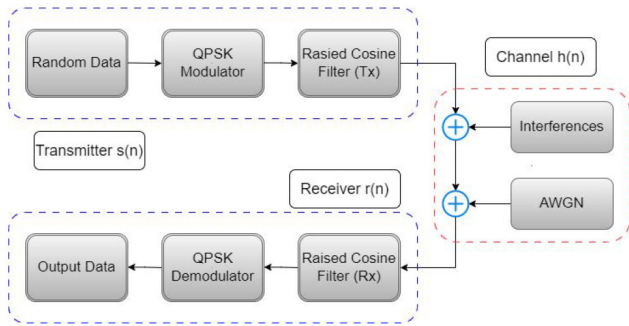 Random Data
QPSK
Modulator
Rasied Cosine
Filter (Tx)
Channel h(n)
Interferences
Transmitter s(n)
Receiver r(n)
AWGN
Output Data
QPSK
Demodulator
Raised Cosine
Filter (Rx)